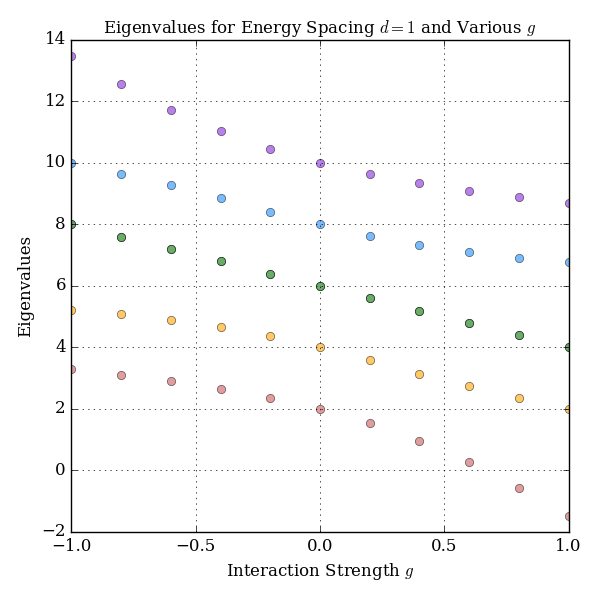 Eigenvalues for Energy Spacing d = 1 and Various g
14
12
10
8
6
4
2
0
−2
Eigenvalues
−1.0 −0.5 0.0 0.5 1.0
Interaction Strength g